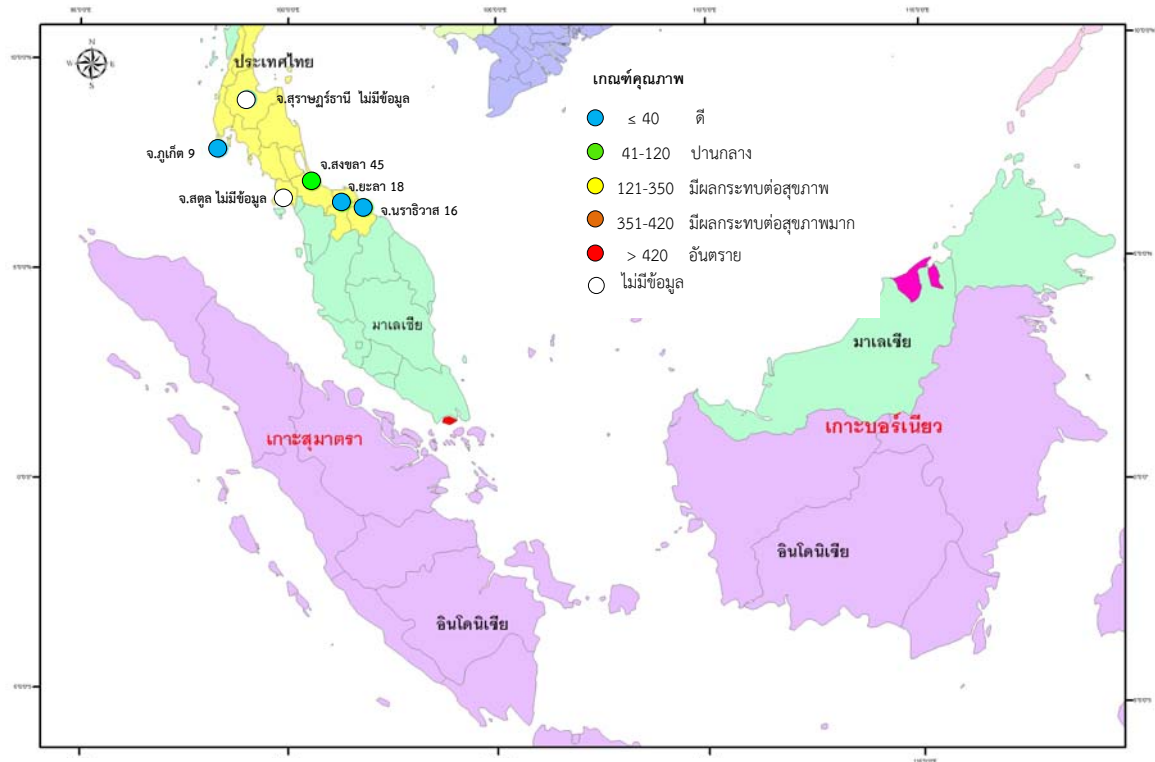 N
W
E
S
ประเทศไทย
จ.สุราษฎร์ธานี ไม่มีข้อมูล
จ.ภูเก็ต 9
จ.สงขลา 45
จ.ยะลา 18
จ.สตูล ไม่มีข้อมูล
จ.นราธิวาส 16
เกณฑ์คุณภาพ
≤ 40 ดี
41-120 ปานกลาง
121-350 มีผลกระทบต่อสุขภาพ
351-420 มีผลกระทบต่อสุขภาพมาก
> 420 อันตราย
ไม่มีข้อมูล
มาเลเซีย
มาเลเซีย
เกาะสุมาตรา
เกาะบอร์เนียว
อินโดนิเซีย
อินโดนิเซีย